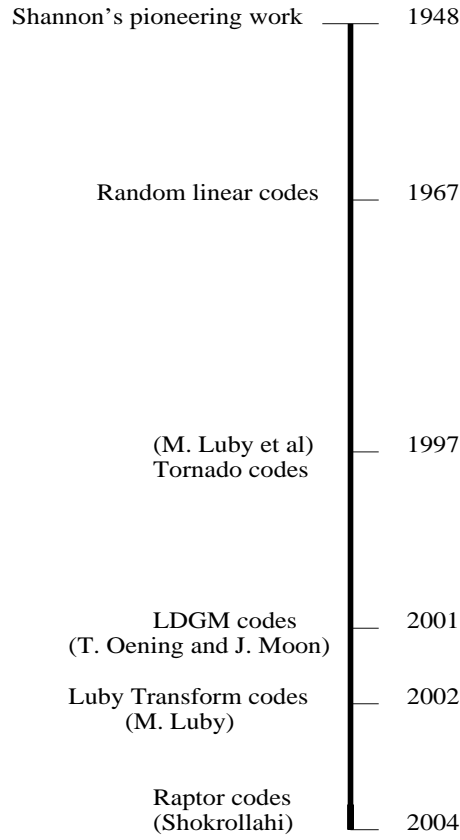 Shannon's pioneering work 1948
Random linear codes 1967
(M. Luby et al) 1997
Tornado codes
LDGM codes 2001
(T. Oening and J. Moon)
Luby Transform codes 2002
(M. Luby)
Raptor codes
(Shokrollahi) 2004